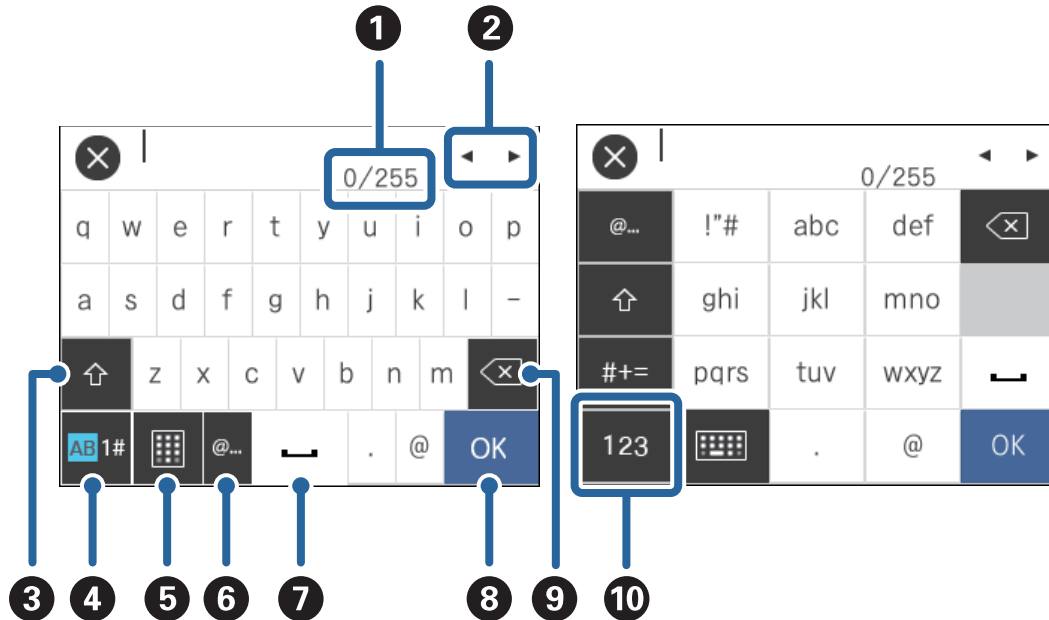 1 2
0/255
q w e r t y u i o p
a s d f g h j k l -
z x c v b n m
AB 1# @... . @ OK
0/255
@... !"# abc def
ghi jkl mno
#+= pqrs tuv wxyz
123 . @ OK
3 4 5 6 7 8 9 10